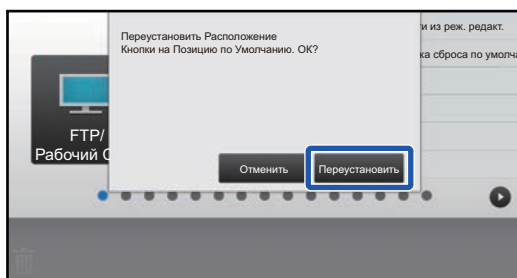 Переустановить Расположение
Кнопки на Позицию по Умолчанию. ОК?
и из реж. редакт.
ка сброса по умолча
FTP/
Рабочий С
Отменить
Переустановить